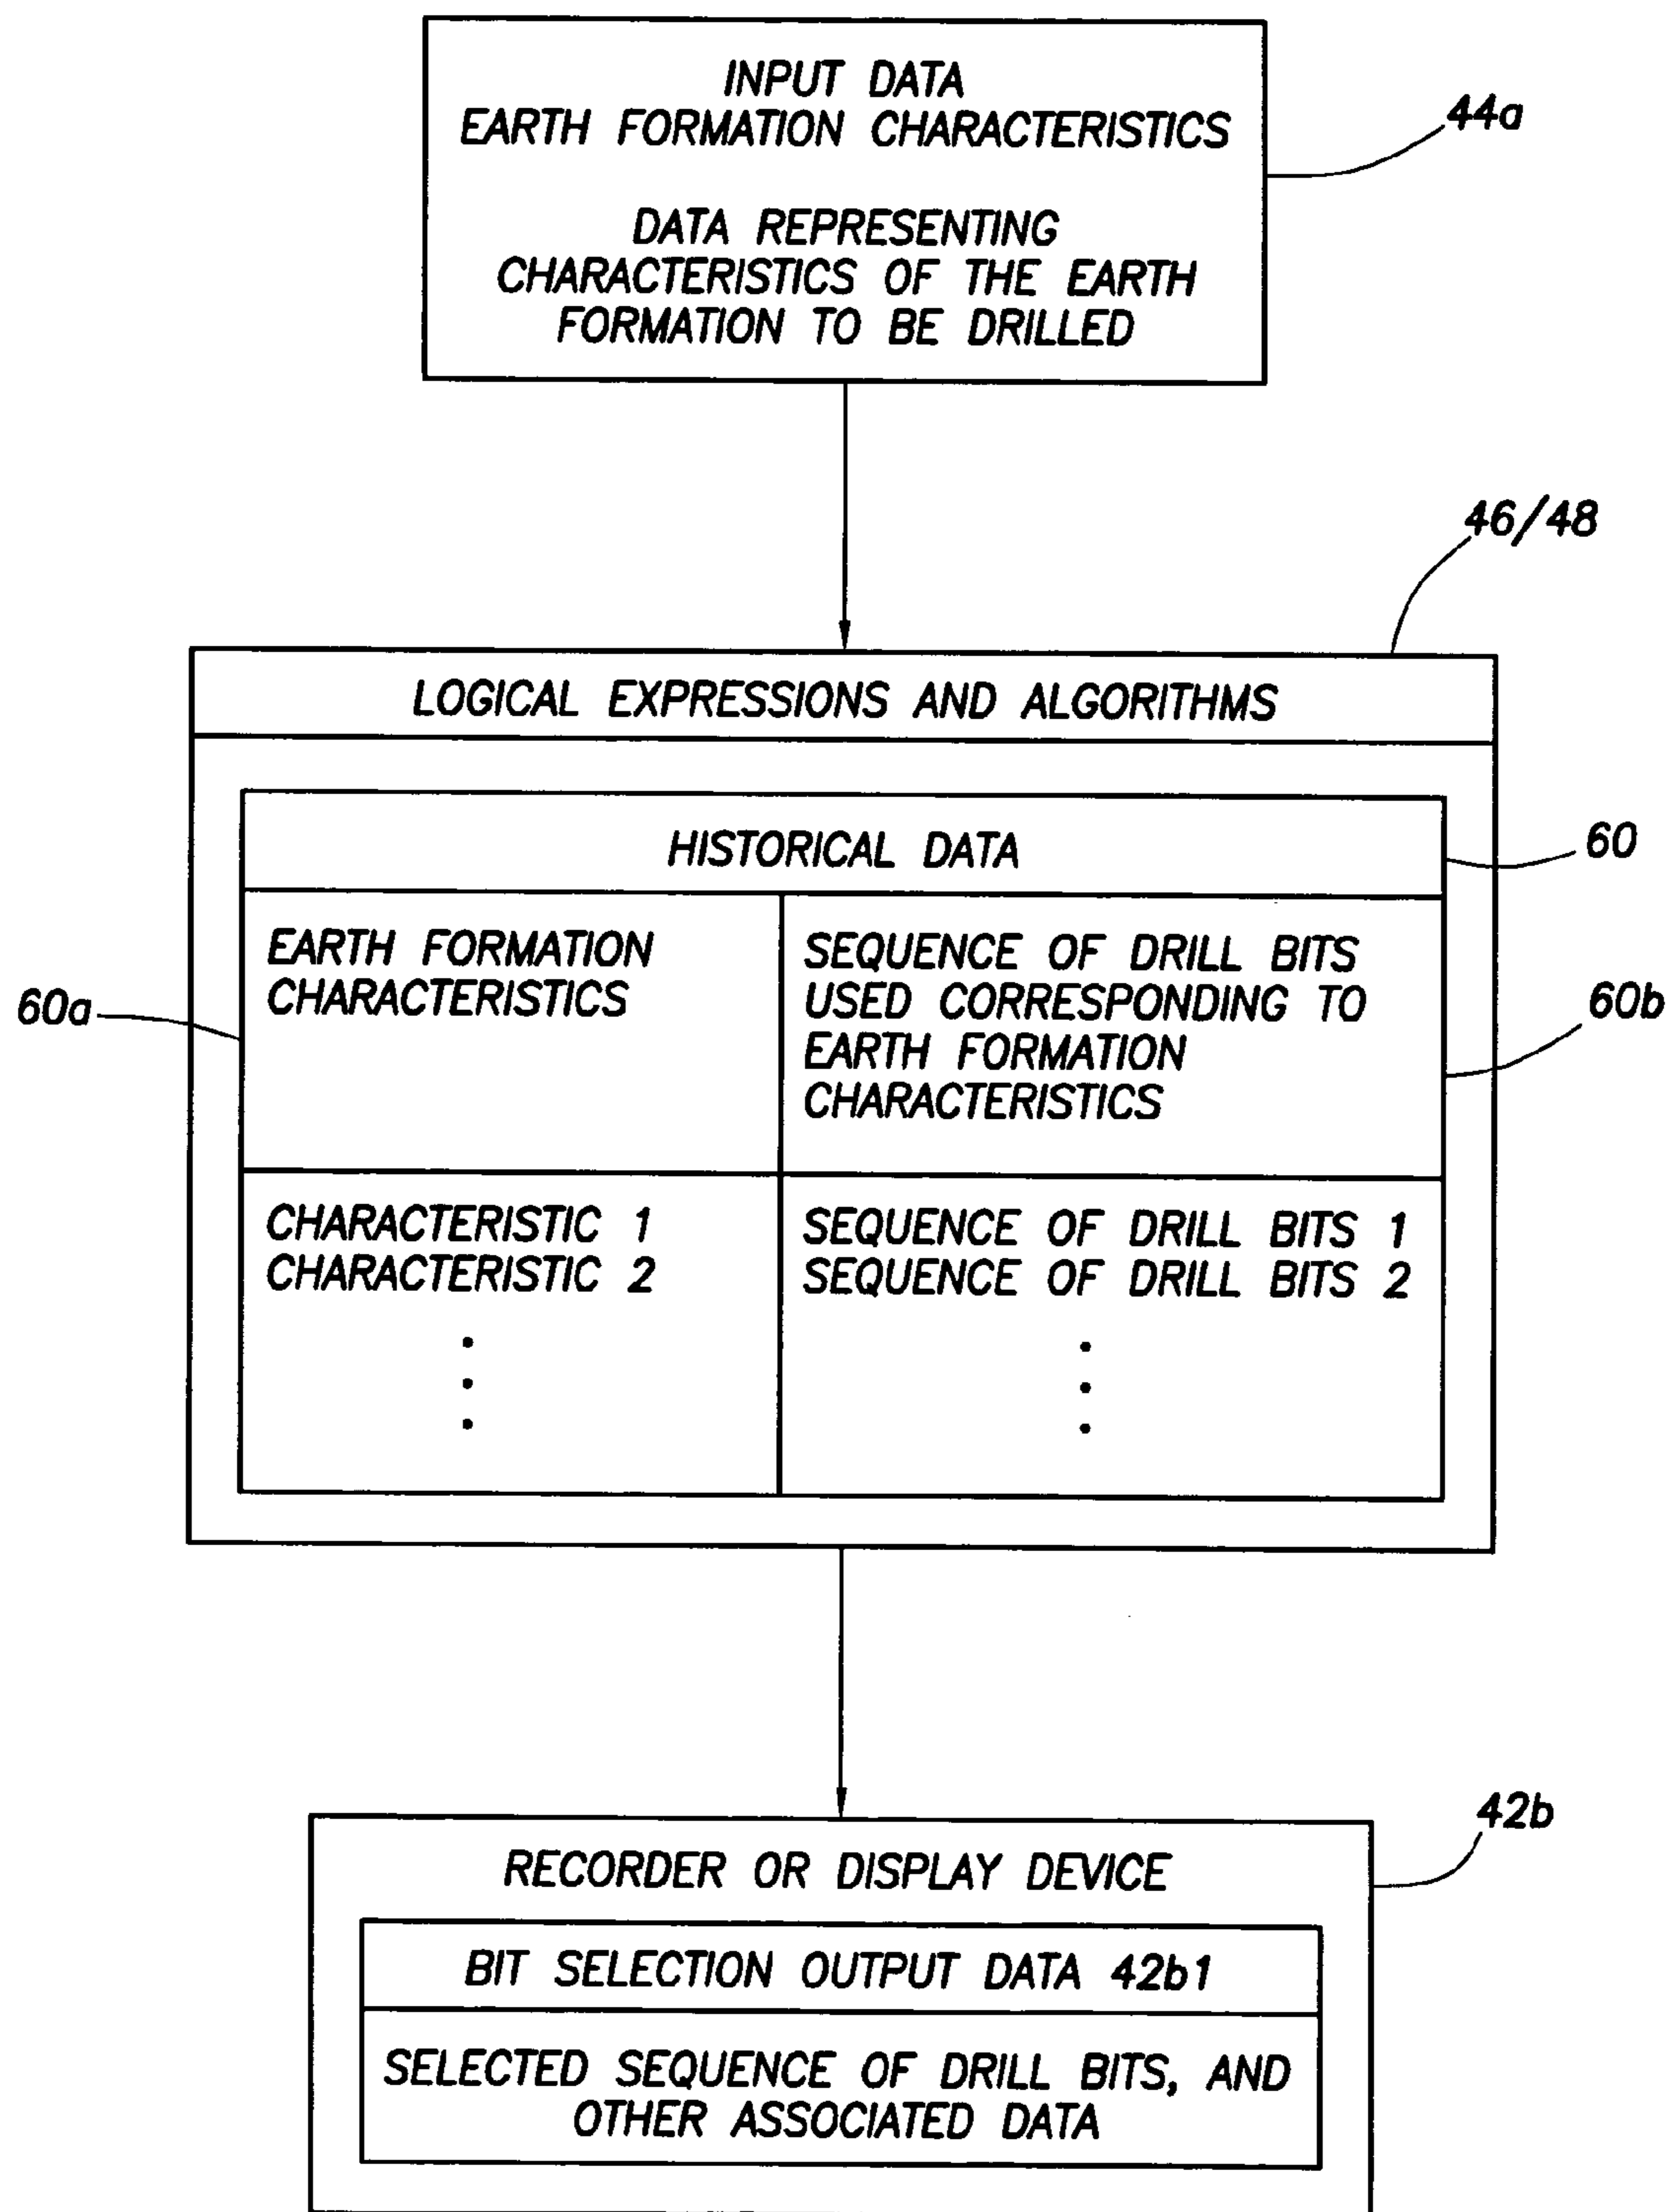 INPUT DATA
EARTH FORMATION CHARACTERISTICS
DATA REPRESENTING
CHARACTERISTICS OF THE EARTH
FORMATION TO BE DRILLED
44a
46/48
LOGICAL EXPRESSIONS AND ALGORITHMS
HISTORICAL DATA
60
EARTH FORMATION
CHARACTERISTICS
60a
SEQUENCE OF DRILL BITS
USED CORRESPONDING TO
EARTH FORMATION
CHARACTERISTICS
60b
CHARACTERISTIC 1
CHARACTERISTIC 2
SEQUENCE OF DRILL BITS 1
SEQUENCE OF DRILL BITS 2
42b
RECORDER OR DISPLAY DEVICE
BIT SELECTION OUTPUT DATA 42b1
SELECTED SEQUENCE OF DRILL BITS, AND
OTHER ASSOCIATED DATA